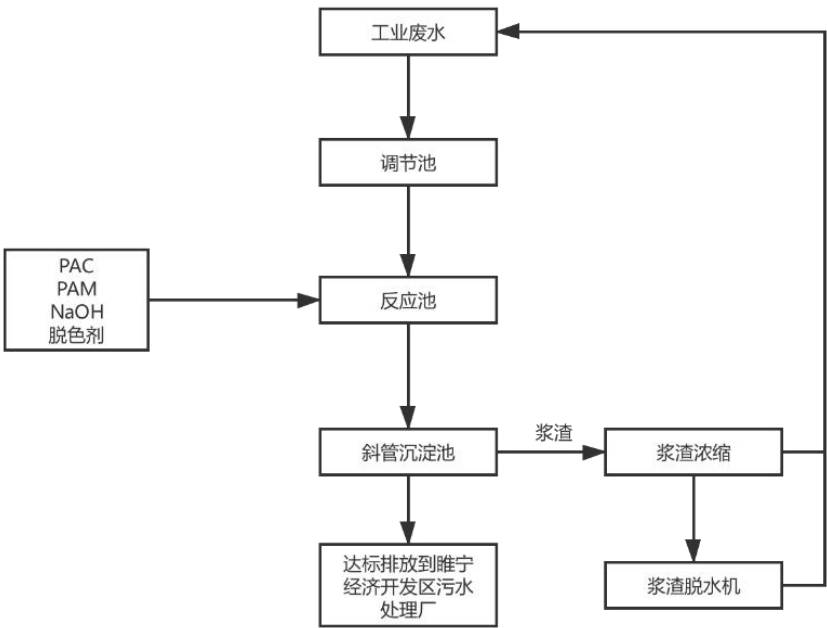 工业废水
调节池
PAC
PAM
NaOH
脱色剂
反应池
斜管沉淀池
浆渣
浆渣浓缩
达标排放到睢宁
经济开发区污水
处理厂
浆渣脱水机